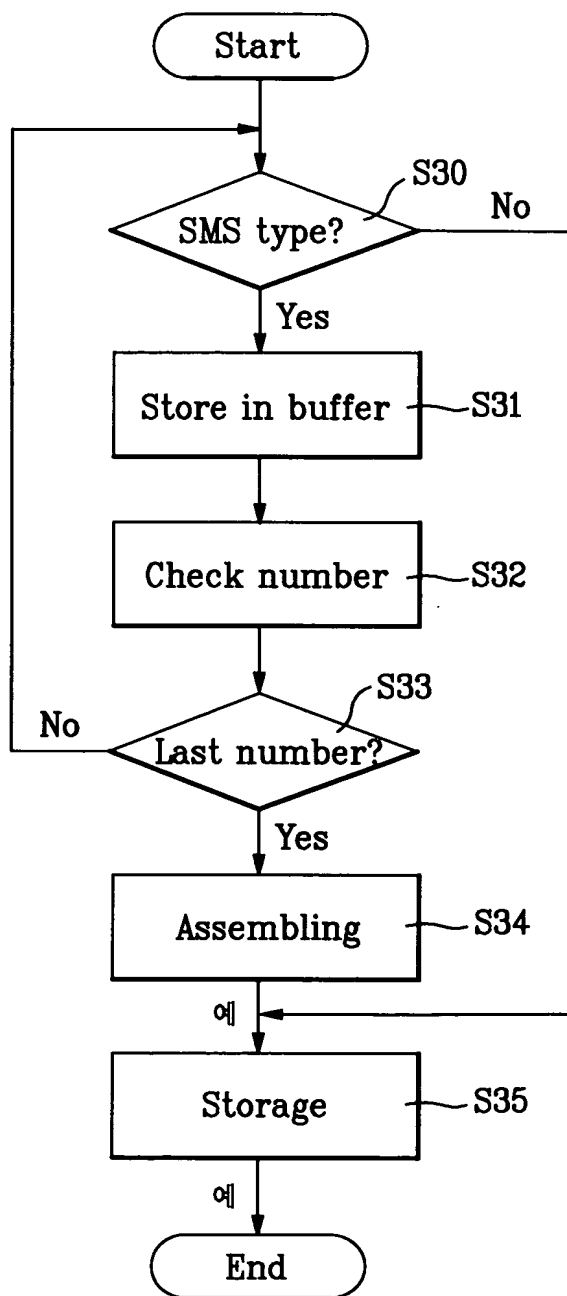 Start
S30
SMS type?
No
Yes
Store in buffer
S31
Check number
S32
S33
No
Last number?
Yes
Assembling
S34
예
Storage
S35
예
End